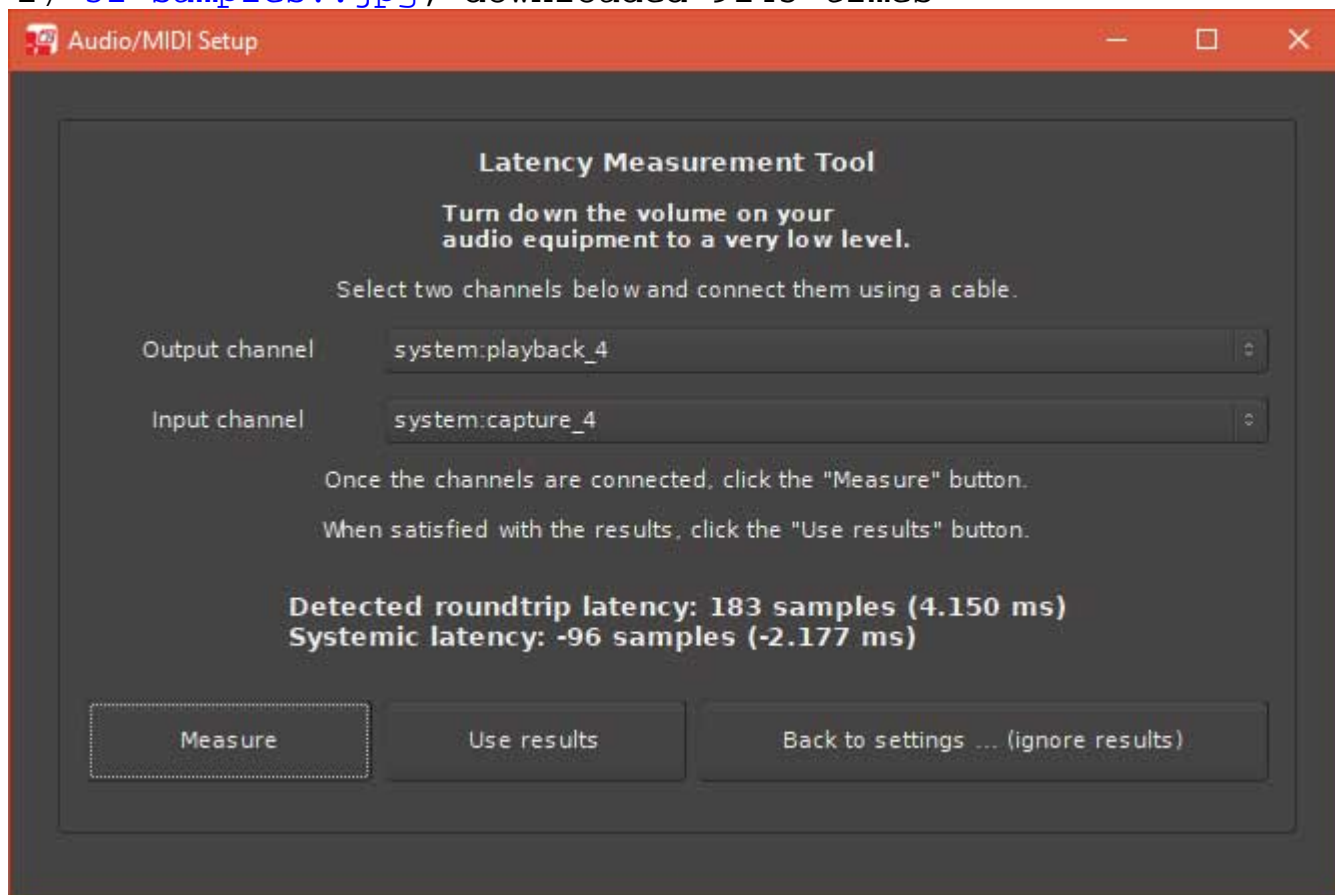 Audio/MIDI Setup
Latency Measurement Tool
Turn down the volume on your
audio equipment to a very low level.
Select two channels below and connect them using a cable.
Output channel system:playback_4
Input channel system:capture_4
Once the channels are connected, click the "Measure" button.
When satisfied with the results, click the "Use results" button.
Detected roundtrip latency: 183 samples (4.150 ms)
Systemic latency: -96 samples (-2.177 ms)
Measure Use results Back to settings ... (ignore results)